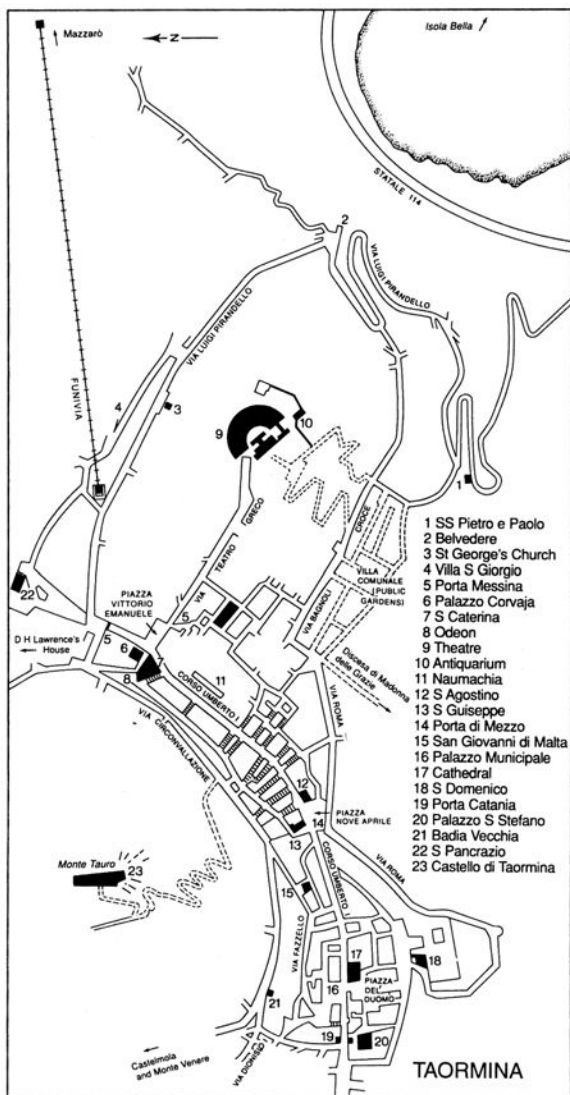 Mazzarò
N
Isola Bella
STATALE 114
2
VIA LUIGI PIRANDELLO
VIA LUIGI PIRANDELLO
FUNIVIA
4
3
9
10
1
GRECO
TEATRO
VIA
CROCE
VILLA
COMUNALE
(PUBLIC
GARDENS)
VIA BAGNOLI
22
PIAZZA
VITTORIO
EMANUELE
5
D H Lawrence's
House
5
6
7
8
11
CORSO UMBERTO I
Discesa di Madonna
delle Grazie
VIA ROMA
VIA CIRCONVALLAZIONE
12
PIAZZA
NOVE APRILE
14
13
Monte Tauro
23
CORSO UMBERTO
VIA ROMA
15
VIA FAZZELLO
17
18
16
PIAZZA
DEL
DUOMO
21
19
20
Castelmola
and Monte Venere
VIA DIONISIO
1 SS Pietro e Paolo
2 Belvedere
3 St George's Church
4 Villa S Giorgio
5 Porta Messina
6 Palazzo Corvaja
7 S Caterina
8 Odeon
9 Theatre
10 Antiquarium
11 Naumachia
12 S Agostino
13 S Guiseppe
14 Porta di Mezzo
15 San Giovanni di Malta
16 Palazzo Municipale
17 Cathedral
18 S Domenico
19 Porta Catania
20 Palazzo S Stefano
21 Badia Vecchia
22 S Pancrazio
23 Castello di Taormina
TAORMINA